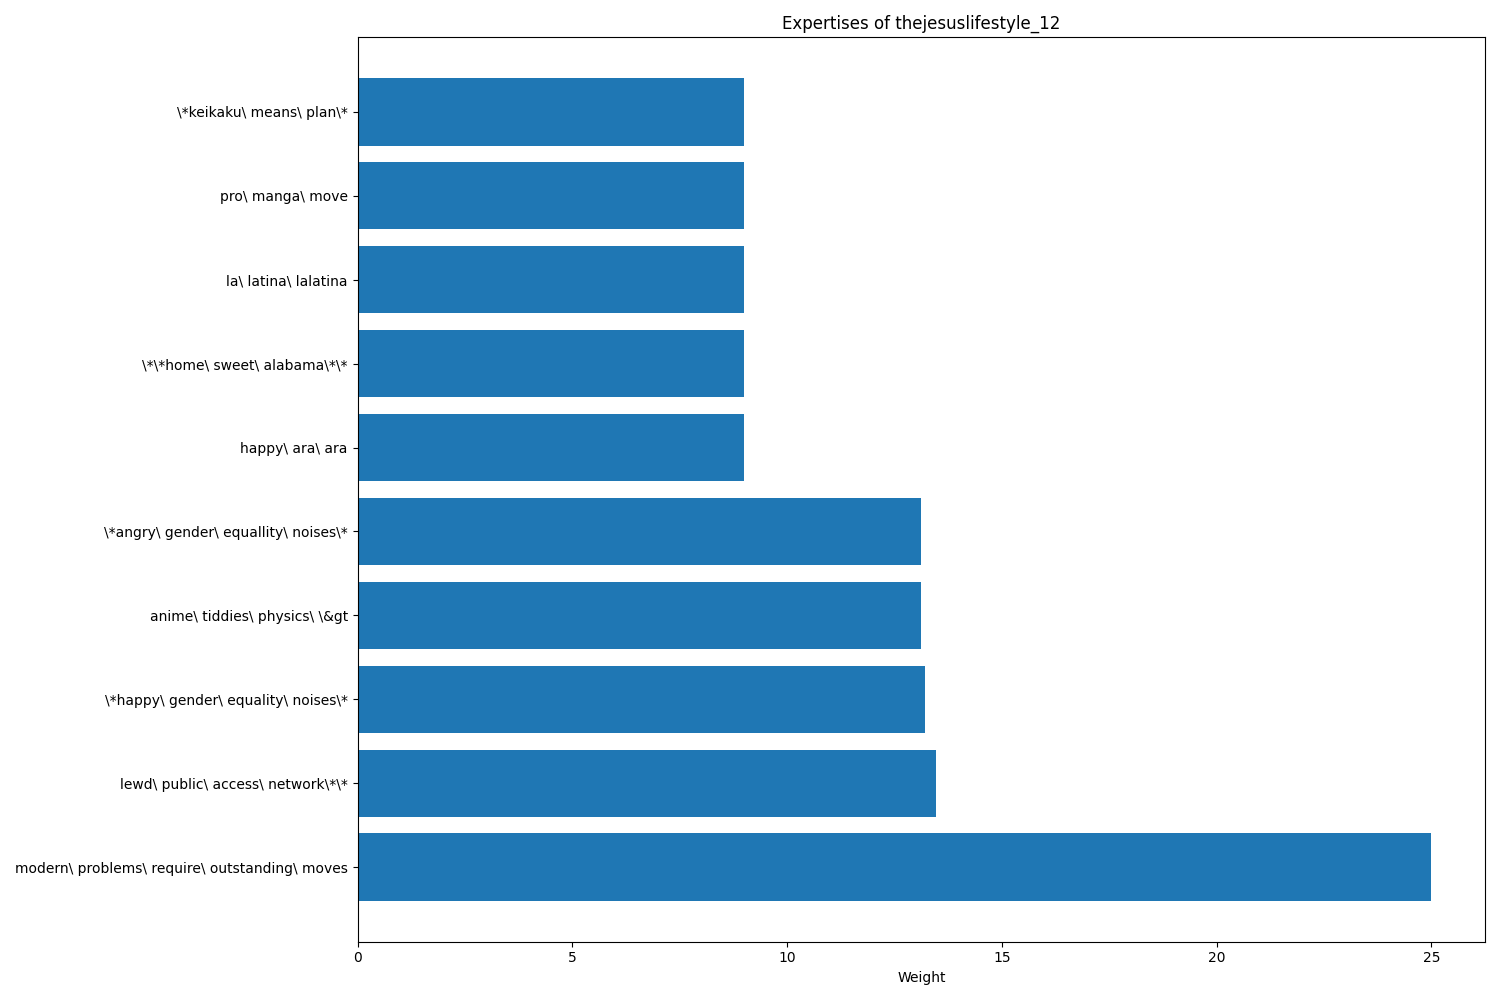 Expertises of thejesuslifestyle_12
\*keikaku\ means\ plan\*
pro\ manga\ move
la\ latina\ lalatina
\*\*home\ sweet\ alabama\*\*
happy\ ara\ ara
\*angry\ gender\ equallity\ noises\*
anime\ tiddies\ physics\ \&gt
\*happy\ gender\ equality\ noises\*
lewd\ public\ access\ network\*\*
modern\ problems\ require\ outstanding\ moves
0 5 10 15 20 25
Weight